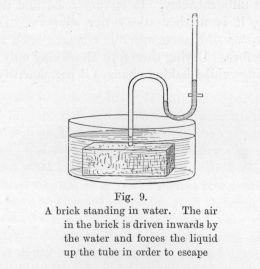 Fig. 9.
A brick standing in water. The air
in the brick is driven inwards by
the water and forces the liquid
up the tube in order to escape